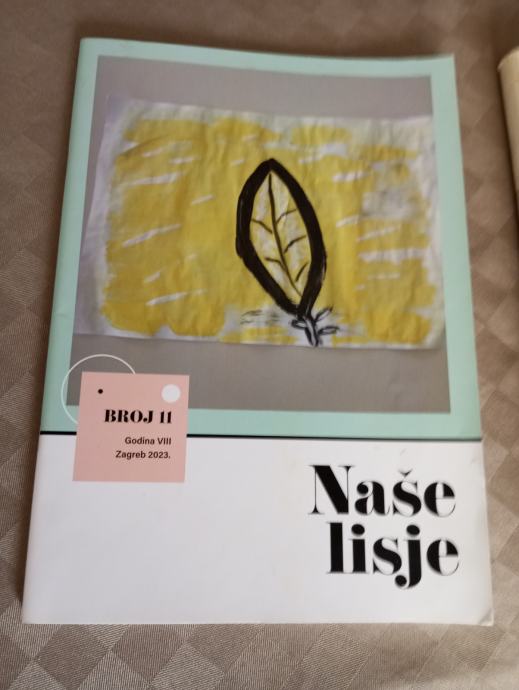 BROJ 11
Godina VIII
Zagreb 2023.
Naše
lisje